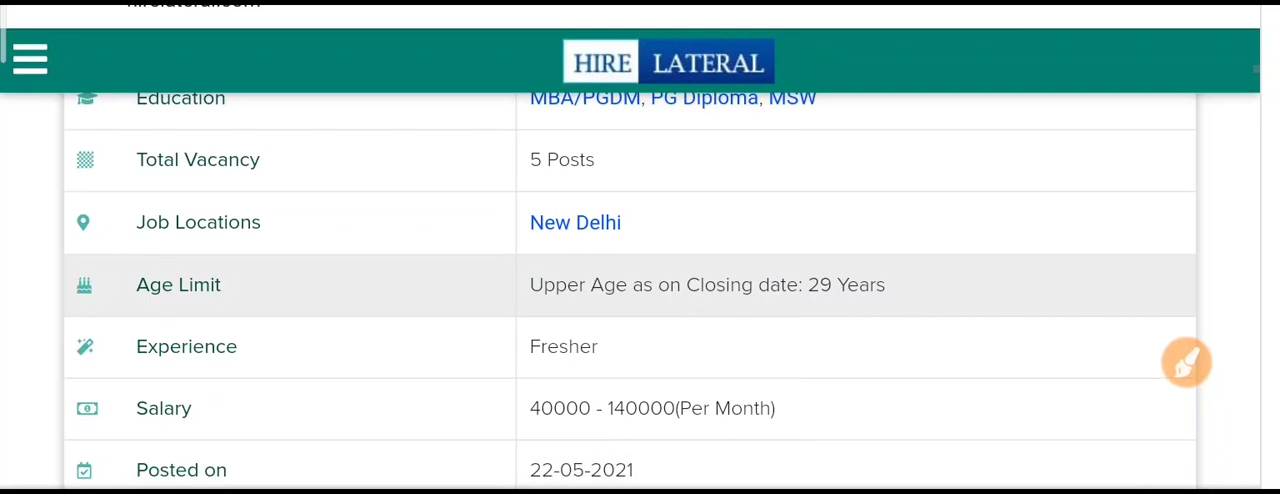 HIRE LATERAL
Education MBA/PGDM, PG Diploma, MSW
Total Vacancy 5 Posts
Job Locations New Delhi
Age Limit Upper Age as on Closing date: 29 Years
Experience Fresher
Salary 40000 - 140000(Per Month)
Posted on 22-05-2021